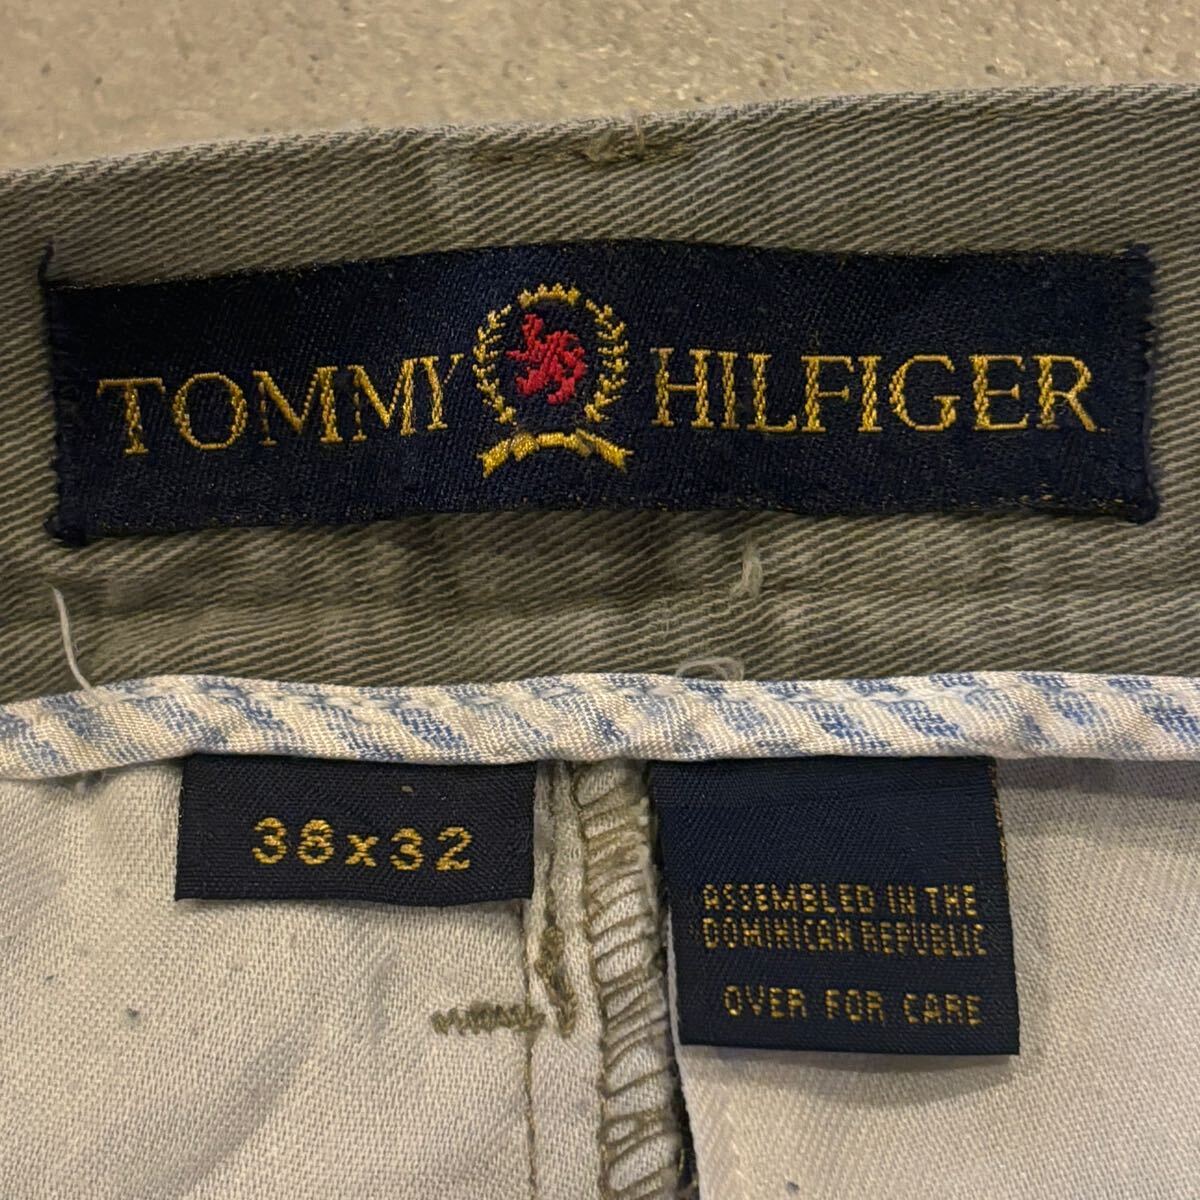 TOMMY HILFIGER
38x32
ASSEMBLED IN THE
DOMINICAN REPUBLIC
OVER FOR CARE